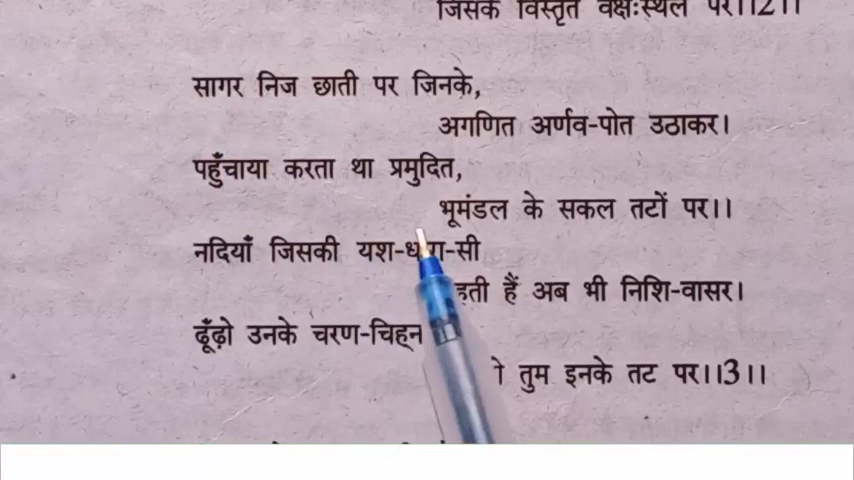 जिसके विस्तृत वक्षःस्थल पर।।2।।
सागर निज छाती पर जिनके,
अगणित अर्णव-पोत उठाकर।
पहुँचाया करता था प्रमुदित,
भूमंडल के सकल तटों पर।।
नदियाँ जिसकी यश-धारा-सी
हैं अब भी निशि-वासर।
ढूँढ़ो उनके चरण-चिह्न
तुम इनके तट पर।।3।।